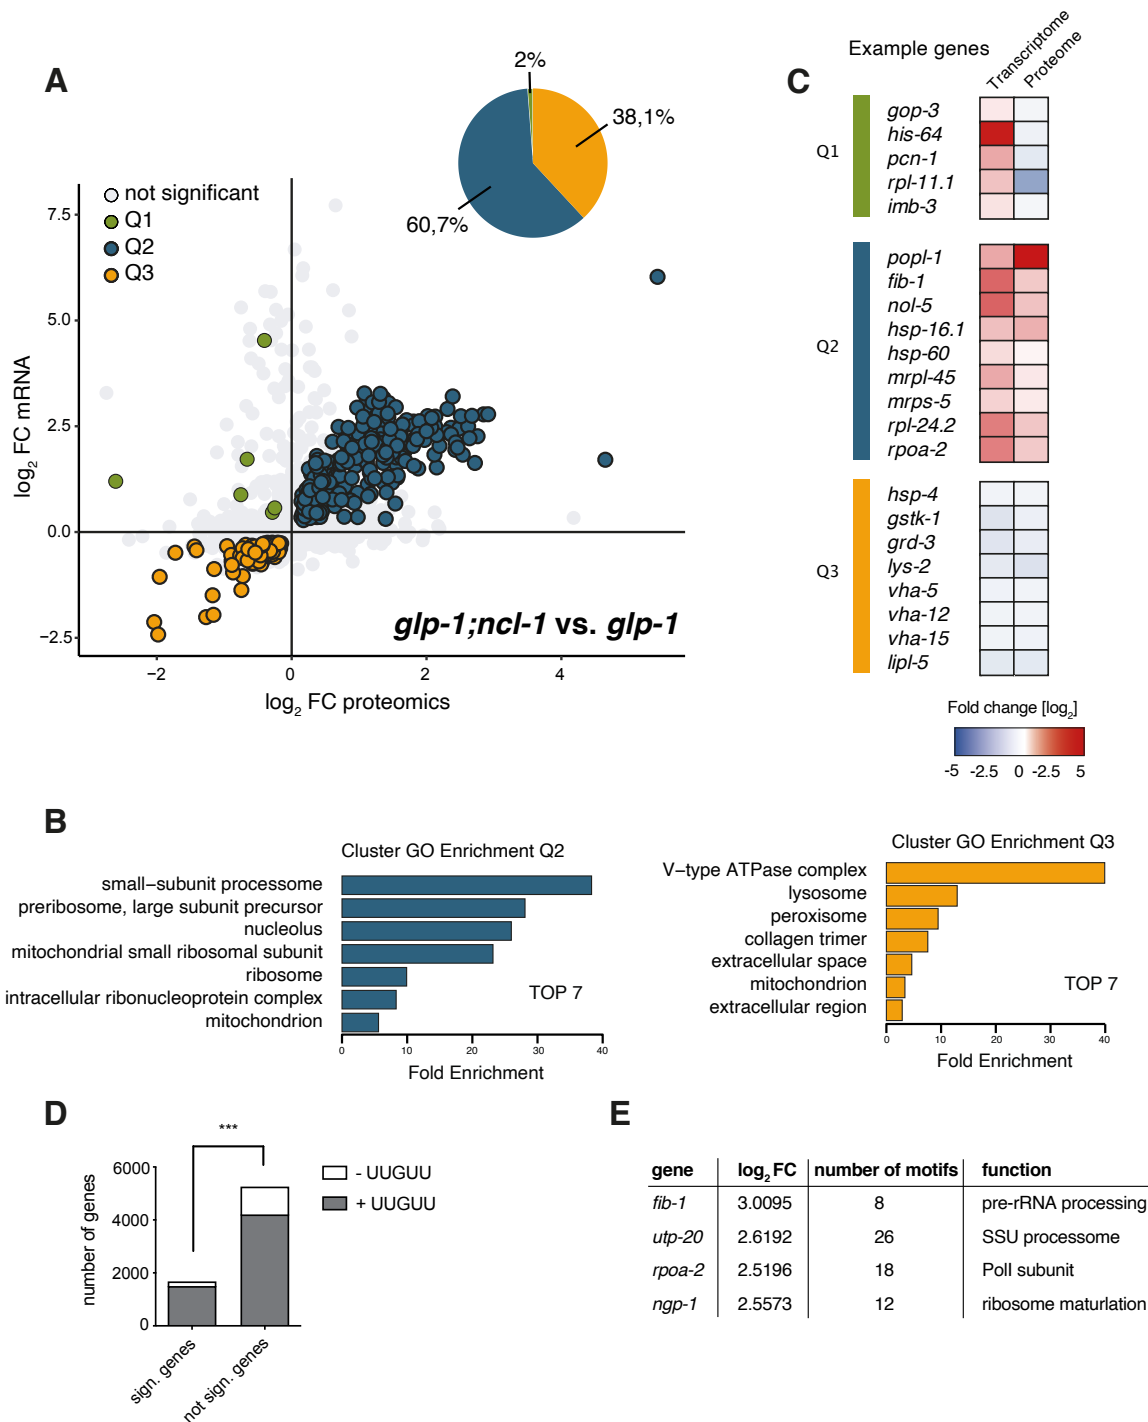 A
2%
38,1%
60,7%
not significant
Q1
Q2
Q3
7.5
5.0
2.5
0.0
−2.5
log2 FC mRNA
−2
0
2
4
log2 FC proteomics
glp-1;ncl-1 vs. glp-1
C
Example genes
Transcriptome
Proteome
Q1
gop-3
his-64
pcn-1
rpl-11.1
imb-3
Q2
popl-1
fib-1
nol-5
hsp-16.1
hsp-60
mrpl-45
mrps-5
rpl-24.2
rpoa-2
Q3
hsp-4
gstk-1
grd-3
lys-2
vha-5
vha-12
vha-15
lipl-5
Fold change [log2]
-5 -2.5 0 -2.5 5
B
Cluster GO Enrichment Q2
small−subunit processome
preribosome, large subunit precursor
nucleolus
mitochondrial small ribosomal subunit
ribosome
intracellular ribonucleoprotein complex
mitochondrion
TOP 7
0 10 20 30 40
Fold Enrichment
Cluster GO Enrichment Q3
V−type ATPase complex
lysosome
peroxisome
collagen trimer
extracellular space
mitochondrion
extracellular region
TOP 7
0 10 20 30 40
Fold Enrichment
D
***
6000
4000
2000
0
number of genes
sign. genes
not sign. genes
- UUGUU
+ UUGUU
E
gene log2 FC number of motifs function
fib-1 3.0095 8 pre-rRNA processing
utp-20 2.6192 26 SSU processome
rpoa-2 2.5196 18 PolI subunit
ngp-1 2.5573 12 ribosome maturlation